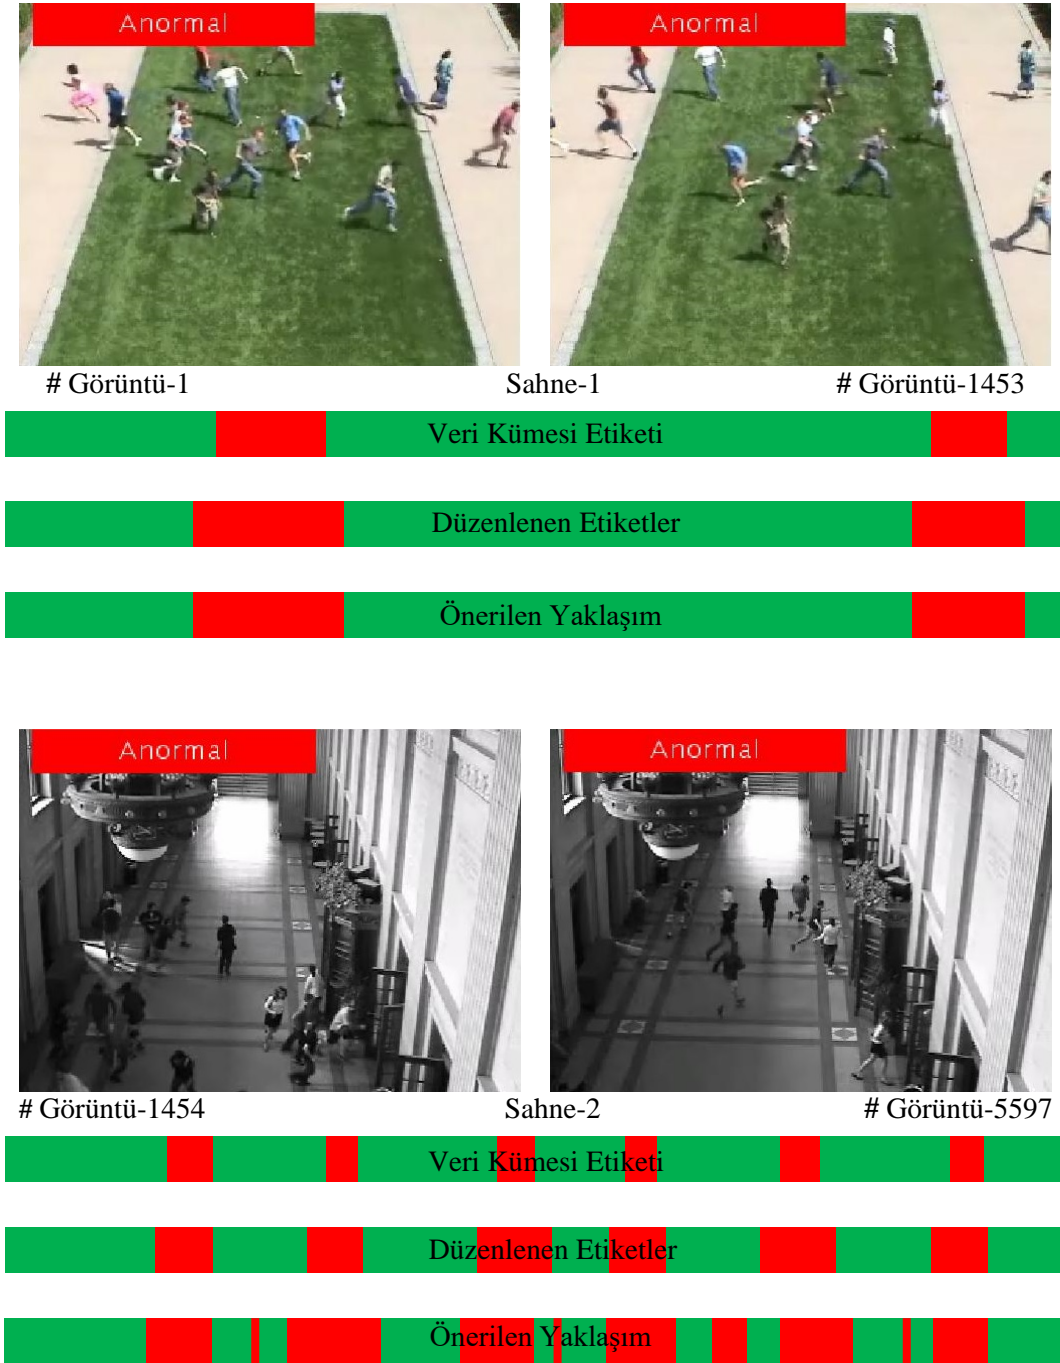 Anormal
Anormal
# Görüntü-1 Sahne-1 # Görüntü-1453
Veri Kümesi Etiketi
Düzenlenen Etiketler
Önerilen Yaklaşım
Anormal
Anormal
# Görüntü-1454 Sahne-2 # Görüntü-5597
Veri Kümesi Etiketi
Düzenlenen Etiketler
Önerilen Yaklaşım